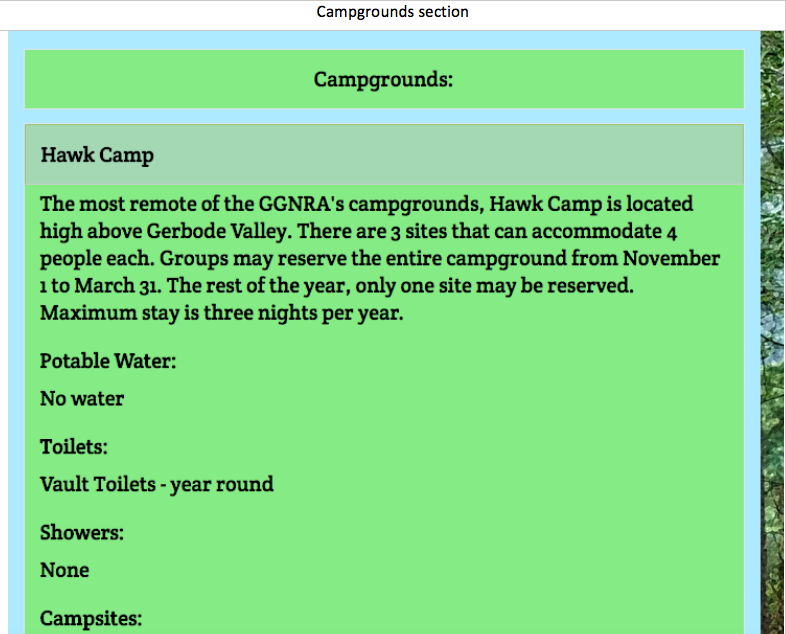 Campgrounds section
Campgrounds:
Hawk Camp
The most remote of the GGNRA's campgrounds, Hawk Camp is located
high above Gerbode Valley. There are 3 sites that can accommodate 4
people each. Groups may reserve the entire campground from November
1 to March 31. The rest of the year, only one site may be reserved.
Maximum stay is three nights per year.
Potable Water:
No water
Toilets:
Vault Toilets - year round
Showers:
None
Campsites: